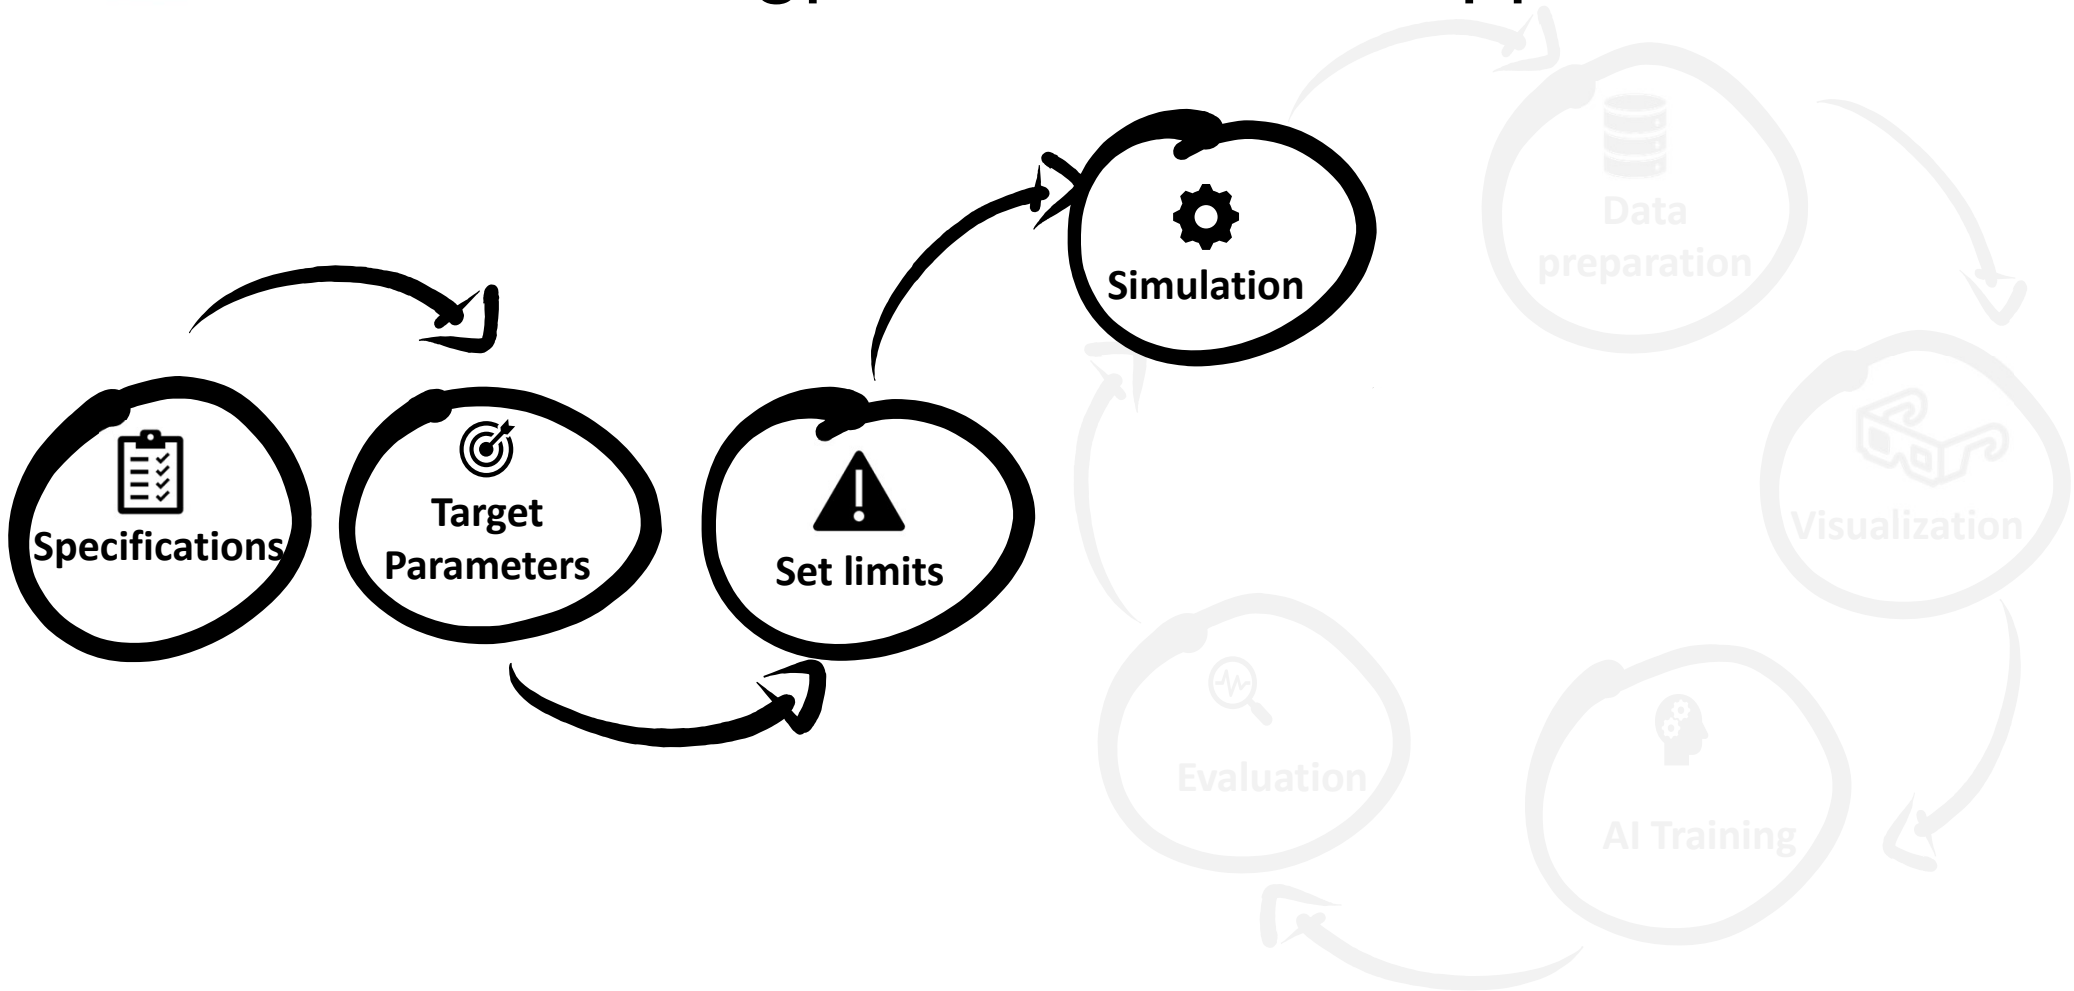 Specifications
Target
Parameters
Set limits
Simulation
Data
preparation
Visualization
AI Training
Evaluation